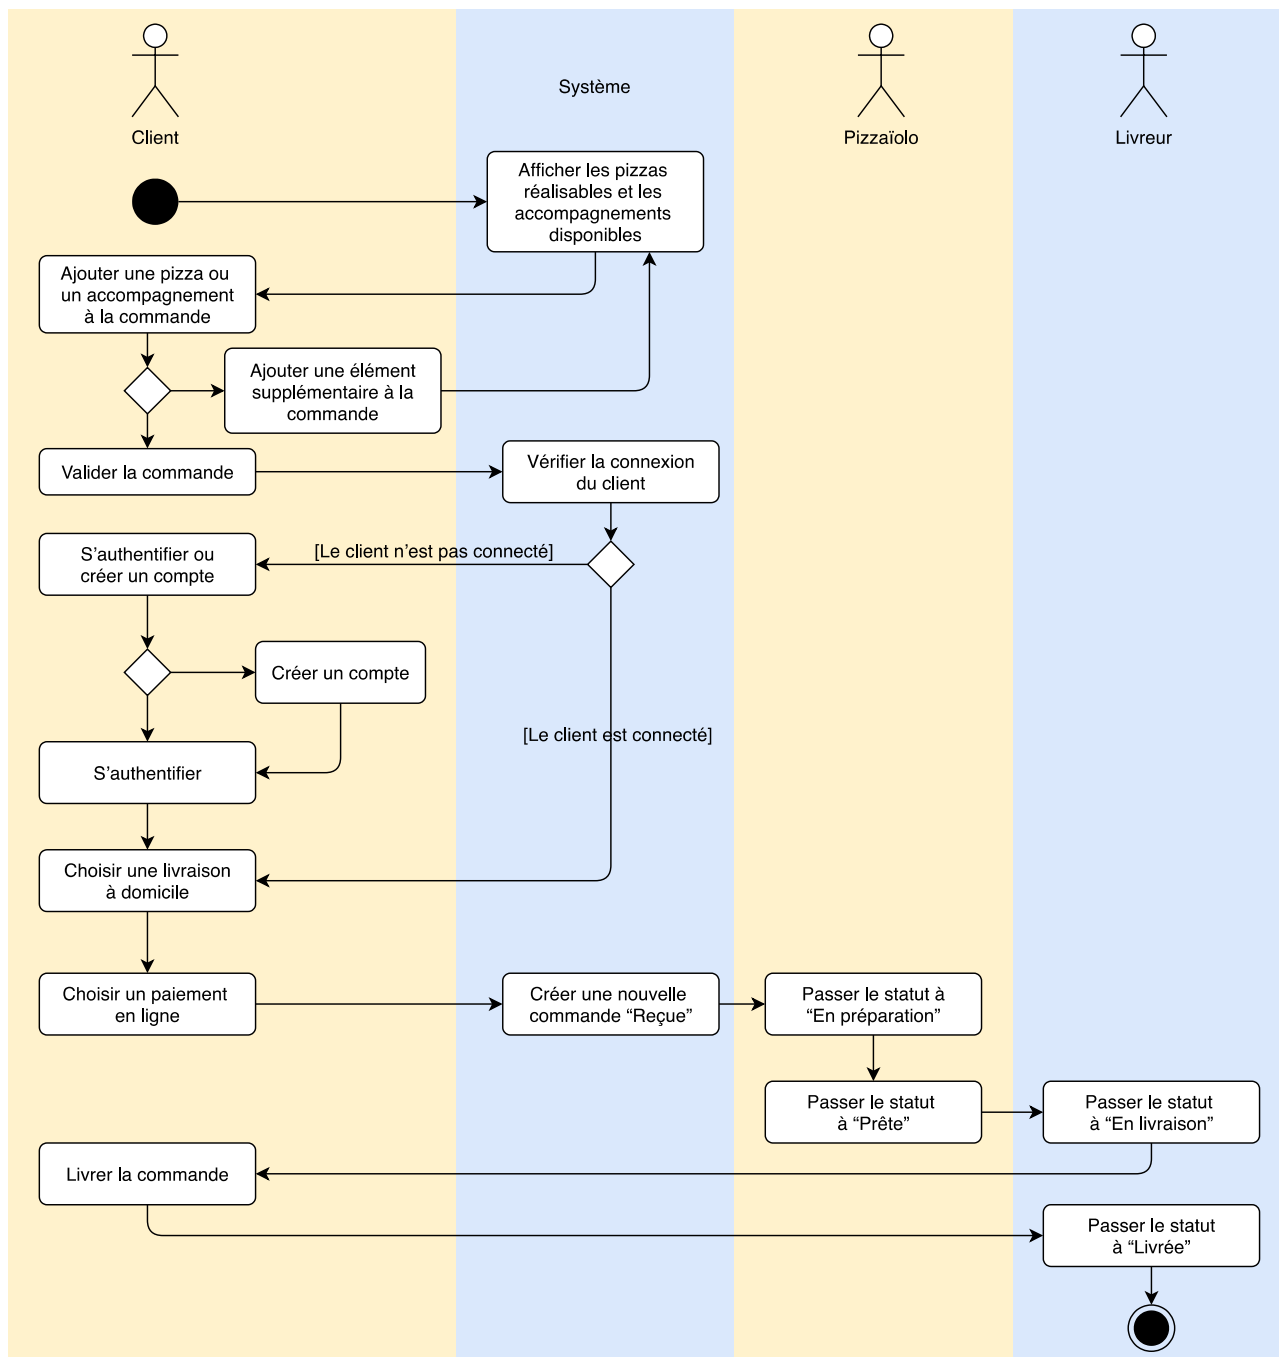 Client
Système
Pizzaïolo
Livreur
Afficher les pizzas
réalisables et les
accompagnements
disponibles
Ajouter une pizza ou
un accompagnement
à la commande
Ajouter une élément
supplémentaire à la
commande
Valider la commande
Vérifier la connexion
du client
[Le client n'est pas connecté]
S'authentifier ou
créer un compte
Créer un compte
[Le client est connecté]
S'authentifier
Choisir une livraison
à domicile
Choisir un paiement
en ligne
Créer une nouvelle
commande “Reçue”
Passer le statut à
“En préparation”
Passer le statut
à “Prête”
Passer le statut
à “En livraison”
Livrer la commande
Passer le statut
à “Livrée”